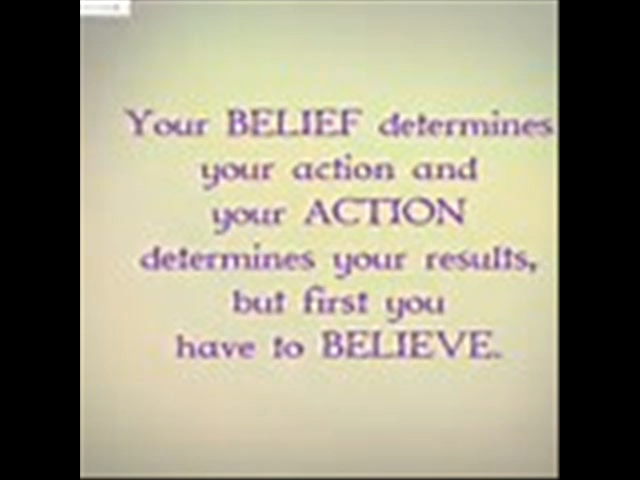 Your BELIEF determines
your action and
your ACTION
determines your results,
but first you
have to BELIEVE.